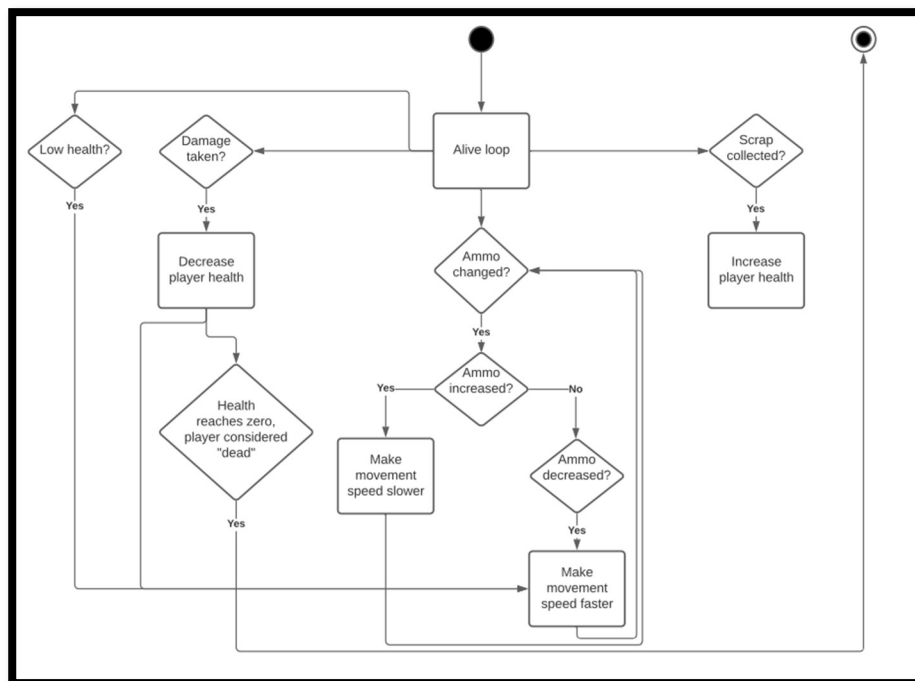 Low health?
Damage
taken?
Alive loop
Scrap
collected?
Yes
Yes
Yes
Decrease
player health
Ammo
changed?
Increase
player health
Yes
Ammo
increased?
Yes
No
Health
reaches zero,
player considered
"dead"
Make
movement
speed slower
Ammo
decreased?
Yes
Yes
Make
movement
speed faster